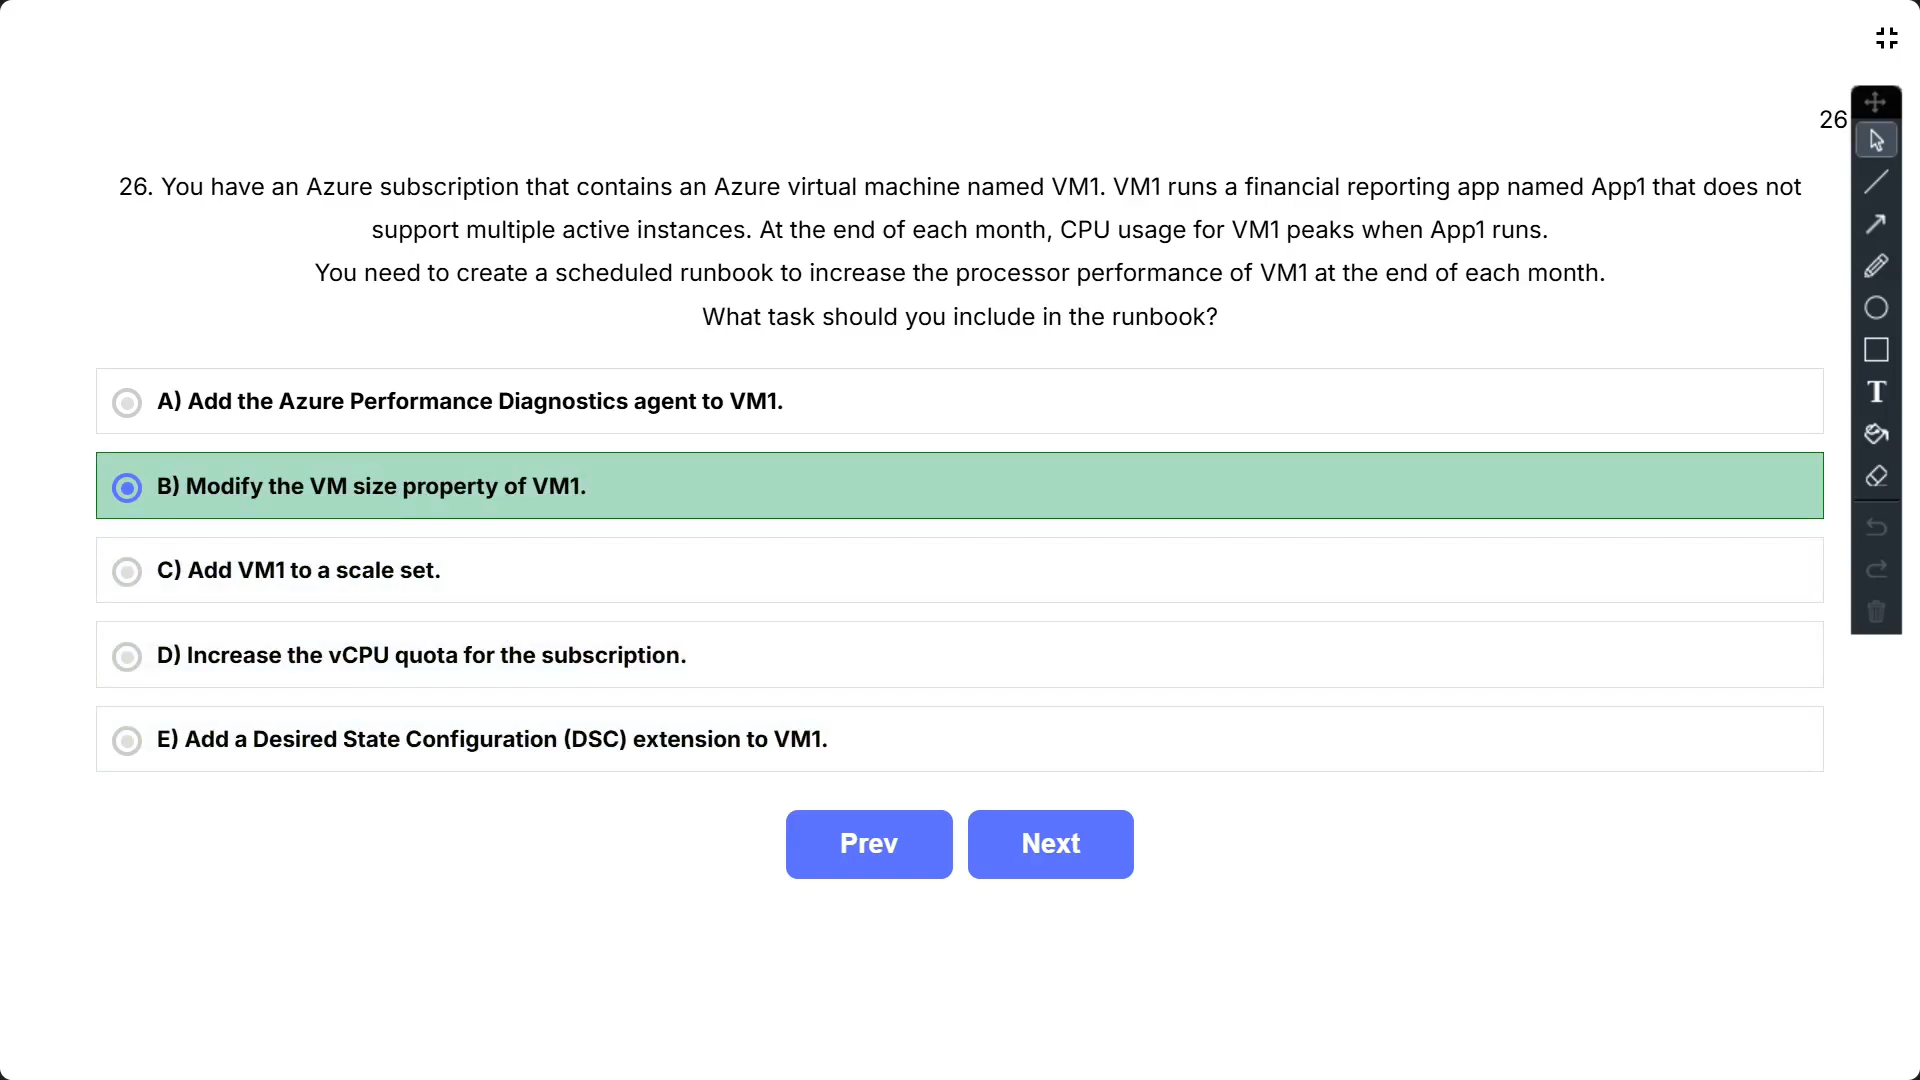 26
26. You have an Azure subscription that contains an Azure virtual machine named VM1. VM1 runs a financial reporting app named App1 that does not
support multiple active instances. At the end of each month, CPU usage for VM1 peaks when App1 runs.
You need to create a scheduled runbook to increase the processor performance of VM1 at the end of each month.
What task should you include in the runbook?
A) Add the Azure Performance Diagnostics agent to VM1.
B) Modify the VM size property of VM1.
C) Add VM1 to a scale set.
D) Increase the vCPU quota for the subscription.
E) Add a Desired State Configuration (DSC) extension to VM1.
Prev Next
T